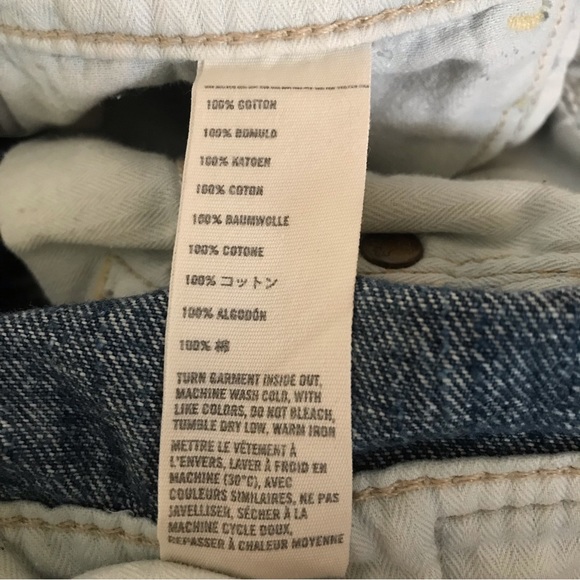 100% COTTON
100% BOMULD
100% KATOEN
100% COTON
100% BAUMWOLLE
100% COTONE
100% コットン
100% ALGODÓN
100% 棉
TURN GARMENT INSIDE OUT,
MACHINE WASH COLD, WITH
LIKE COLORS, DO NOT BLEACH,
TUMBLE DRY LOW, WARM IRON
METTRE LE VÊTEMENT À
L'ENVERS, LAVER À FROID EN
MACHINE (30°C), AVEC
COULEURS SIMILAIRES, NE PAS
JAVELLISER, SÉCHER À LA
MACHINE CYCLE DOUX,
REPASSER À CHALEUR MOYENNE